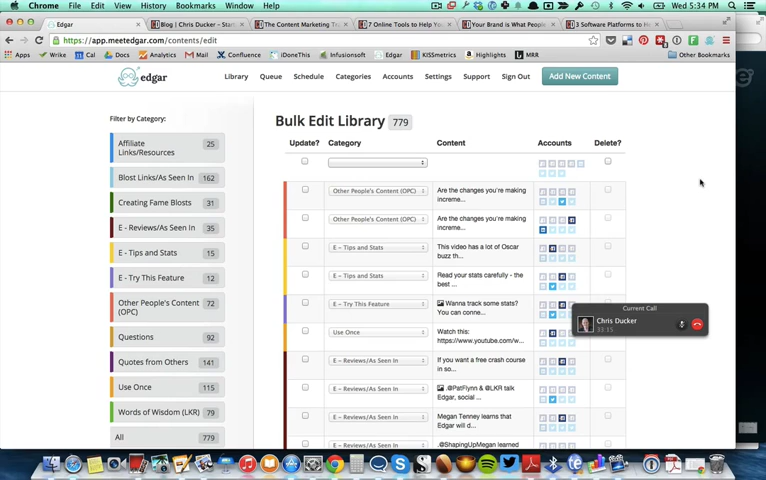 Chrome File Edit View History Bookmarks Window Help
Wed 5:34 PM
Edgar
Blog | Chris Ducker – Star
The Content Marketing Tr
7 Online Tools to Help Yo
Your Brand is What People
3 Software Platforms to H
https://app.meetedgar.com/contents/edit
Apps Wrike Cal Docs Analytics Mail Confluence iDoneThis Infusionsoft Edgar KISSmetrics Highlights MRR Other Bookmarks
edgar
Library Queue Schedule Categories Accounts Settings Support Sign Out Add New Content
Filter by Category:
Affiliate
Links/Resources
25
Blost Links/As Seen In 162
Creating Fame Blosts 31
E - Reviews/As Seen In 35
E - Tips and Stats 15
E - Try This Feature 12
Other People's Content
(OPC)
72
Questions 92
Quotes from Others 141
Use Once 115
Words of Wisdom (LKR) 79
All 779
Bulk Edit Library 779
Update? Category Content Accounts Delete?
Other People's Content (OPC)
Are the changes you're making
increme...
Other People's Content (OPC)
Are the changes you're making
increme...
E – Tips and Stats
This video has a lot of Oscar
buzz th...
E – Tips and Stats
Read your stats carefully - the
best ...
E – Try This Feature
Wanna track some stats?
You can conne...
Use Once
Watch this:
https://www.youtube.com/w...
E – Reviews/As Seen In
If you want a free crash course
in so...
E – Reviews/As Seen In
.@PatFlynn & @LKR talk
Edgar, social ...
E – Reviews/As Seen In
Megan Tenney learns that
Edgar will d...
E – Reviews/As Seen In
.@ShapingUpMegan learned
Current Call
Chris Ducker
33:15